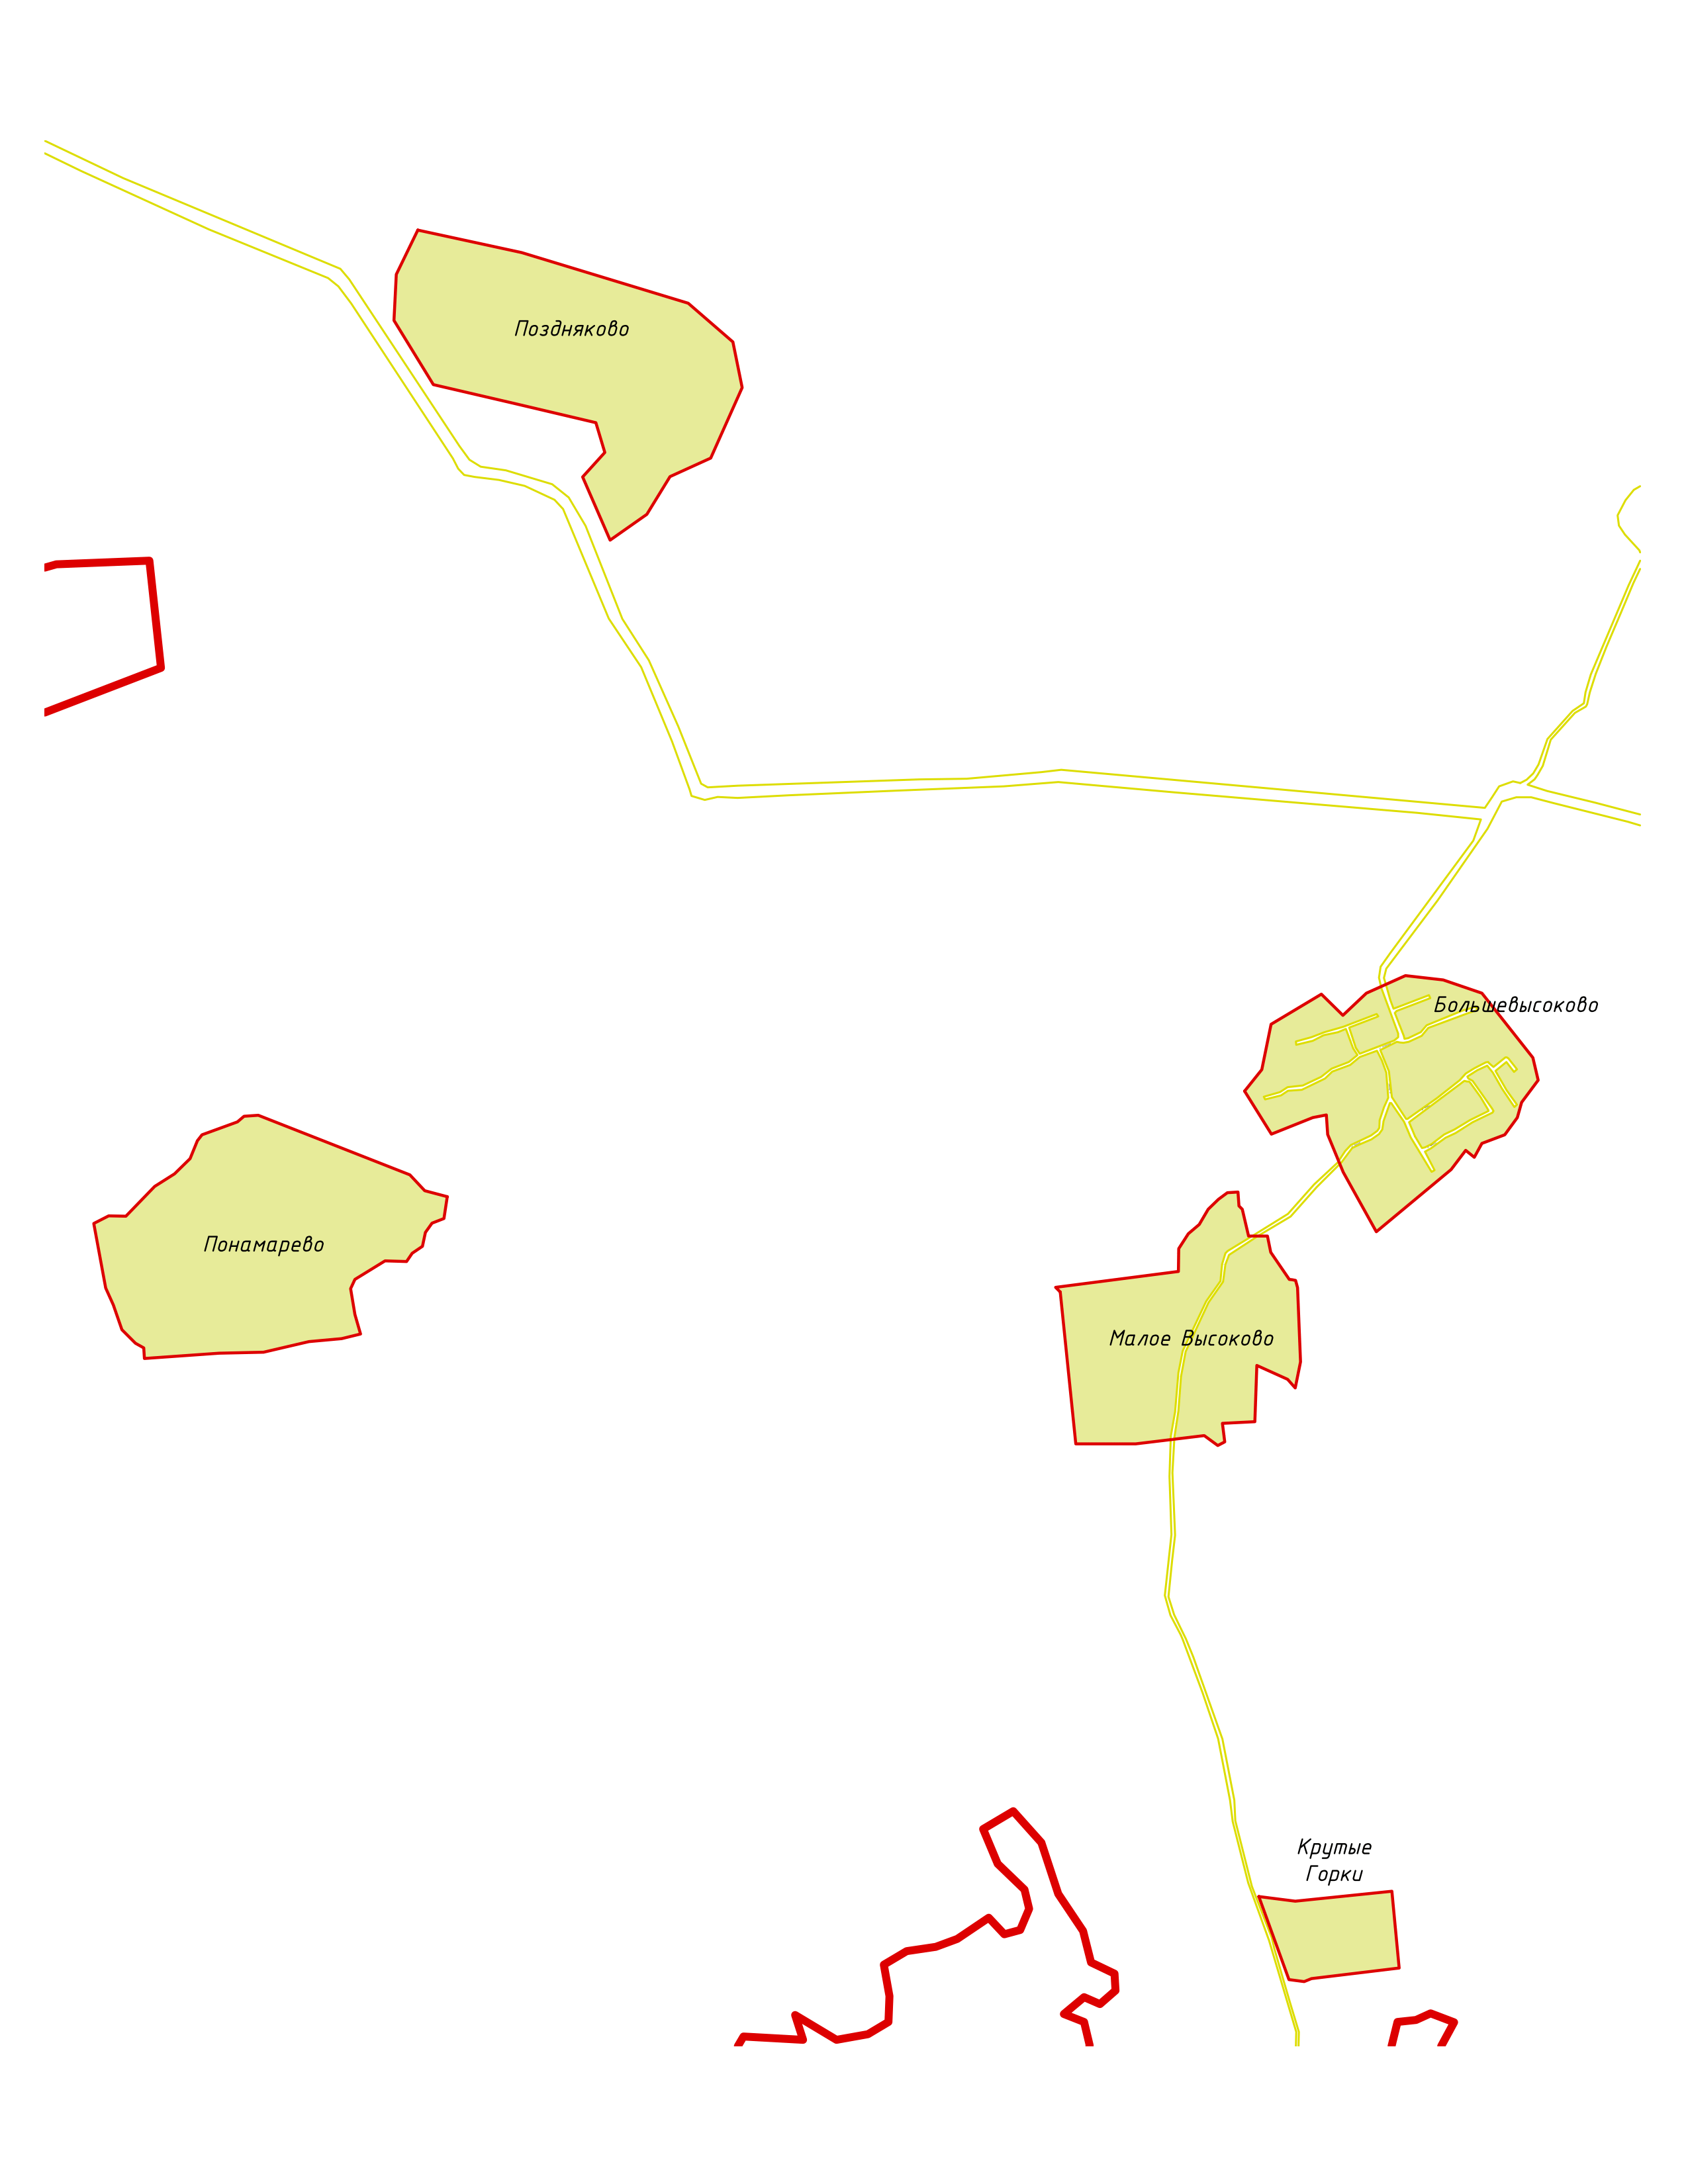 Поздняково
Большевысоково
Понамарево
Малое Высоково
Крутые
Горки